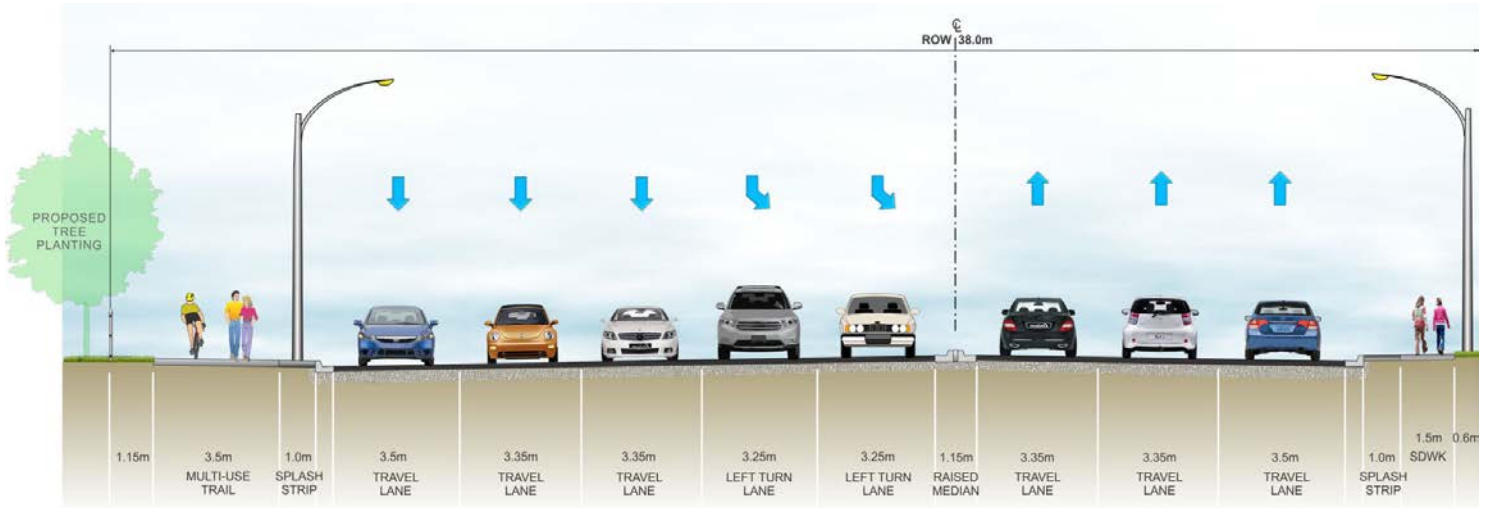 ℄
ROW 38.0m
PROPOSED
TREE
PLANTING
1.15m
3.5m
MULTI-USE
TRAIL
1.0m
SPLASH
STRIP
3.5m
TRAVEL
LANE
3.35m
TRAVEL
LANE
3.35m
TRAVEL
LANE
3.25m
LEFT TURN
LANE
3.25m
LEFT TURN
LANE
1.15m
RAISED
MEDIAN
3.35m
TRAVEL
LANE
3.35m
TRAVEL
LANE
3.5m
TRAVEL
LANE
1.0m
SPLASH
STRIP
1.5m
SDWK
0.6m